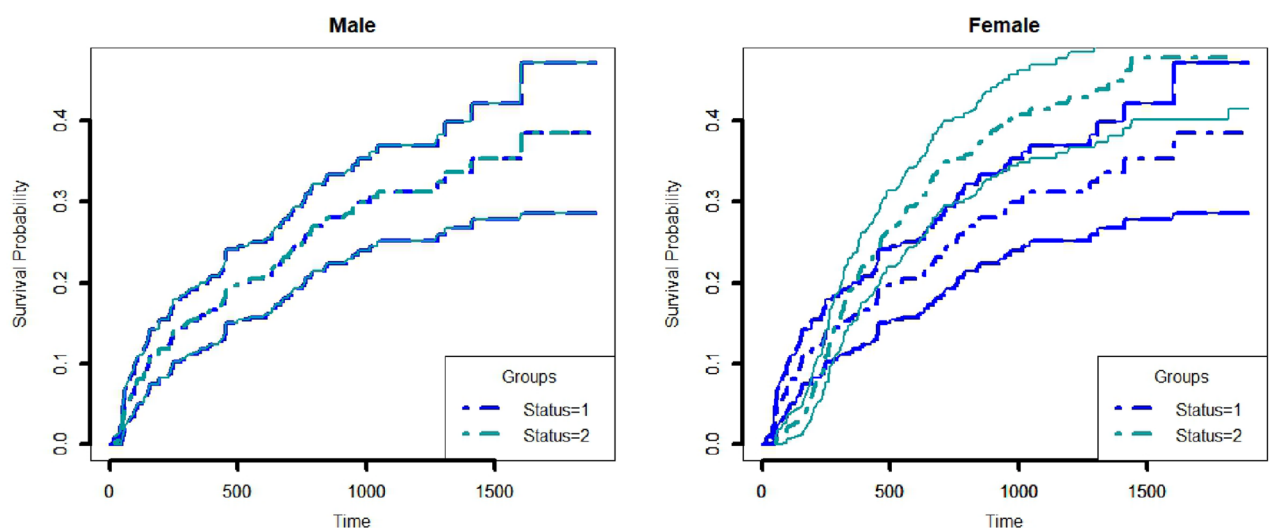 Male
Survival Probability
0.0 0.1 0.2 0.3 0.4
Groups
Status=1
Status=2
0 500 1000 1500
Time
Female
Survival Probability
0.0 0.1 0.2 0.3 0.4
Groups
Status=1
Status=2
0 500 1000 1500
Time